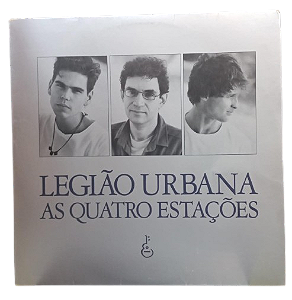 LEGIÃO URBANA
AS QUATRO ESTAÇÕES